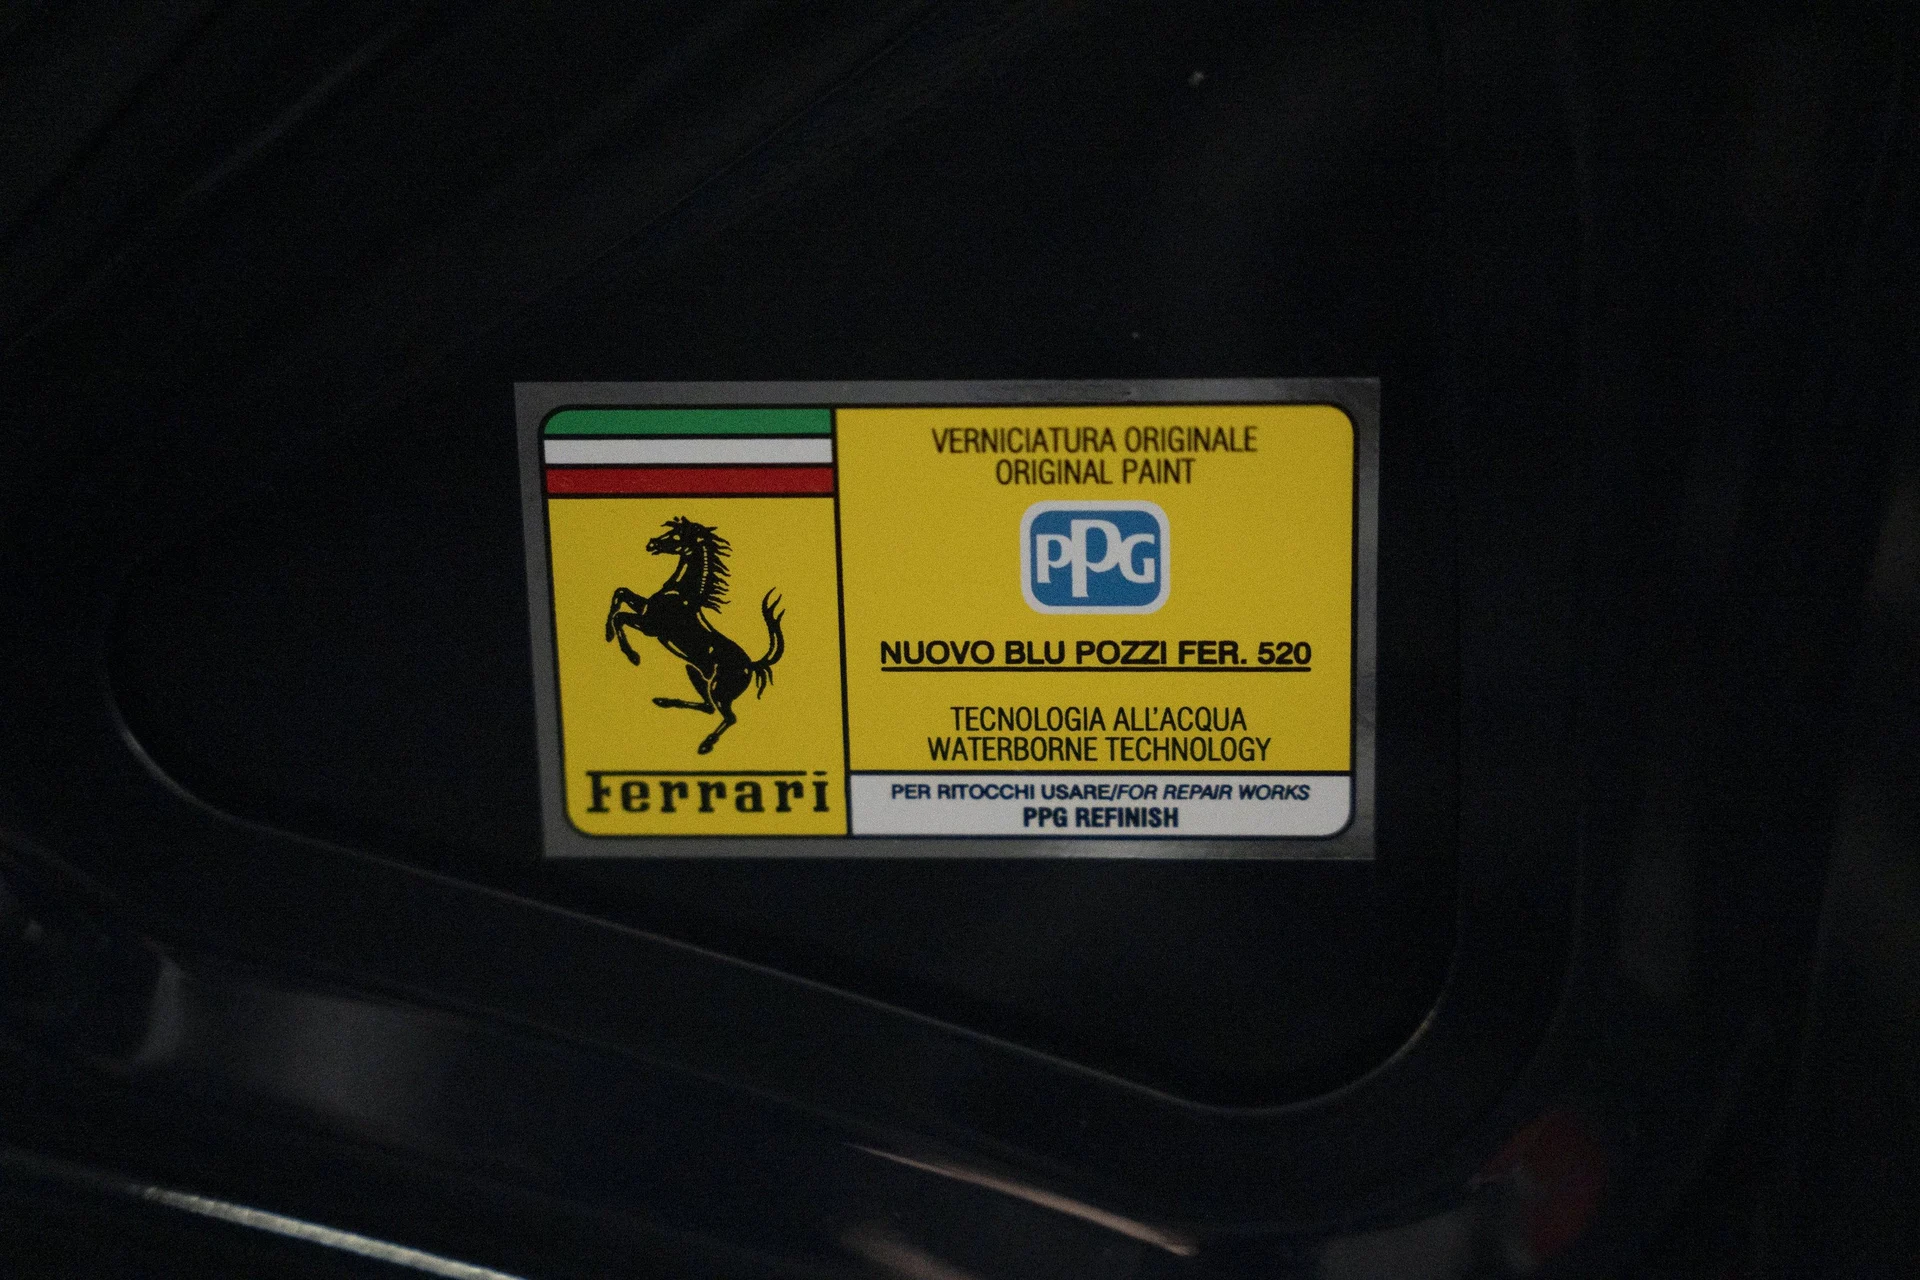 VERNICIATURA ORIGINALE
ORIGINAL PAINT
PPG
NUOVO BLU POZZI FER. 520
TECNOLOGIA ALL'ACQUA
WATERBORNE TECHNOLOGY
Ferrari
PER RITOCCHI USARE/FOR REPAIR WORKS
PPG REFINISH